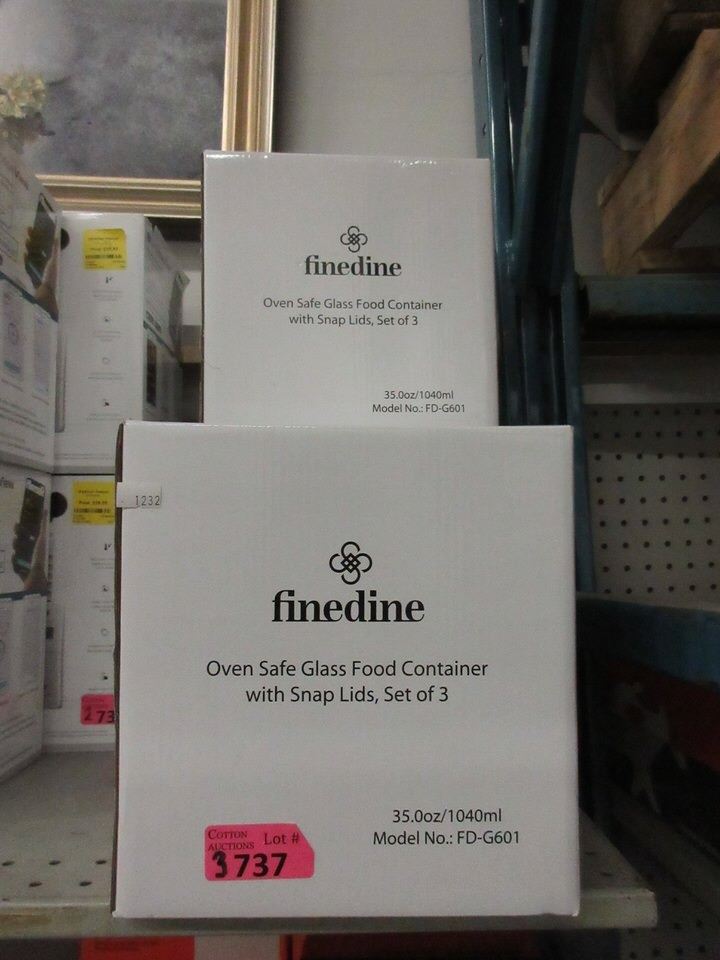 finedine
Oven Safe Glass Food Container
with Snap Lids, Set of 3
35.0oz/1040ml
Model No.: FD-G601
1232
finedine
Oven Safe Glass Food Container
with Snap Lids, Set of 3
35.0oz/1040ml
Model No.: FD-G601
COTTON
AUCTIONS Lot #
3737
2 73